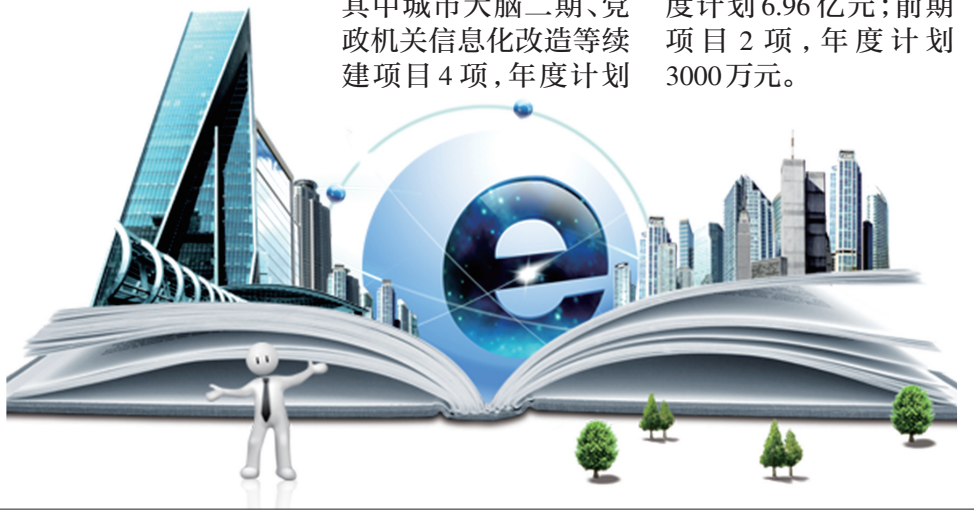 其中城市大脑二期、党
政机关信息化改造等续
建项目4项,年度计划
度计划6.96亿元;前期
项目2项,年度计划
3000万元。
e